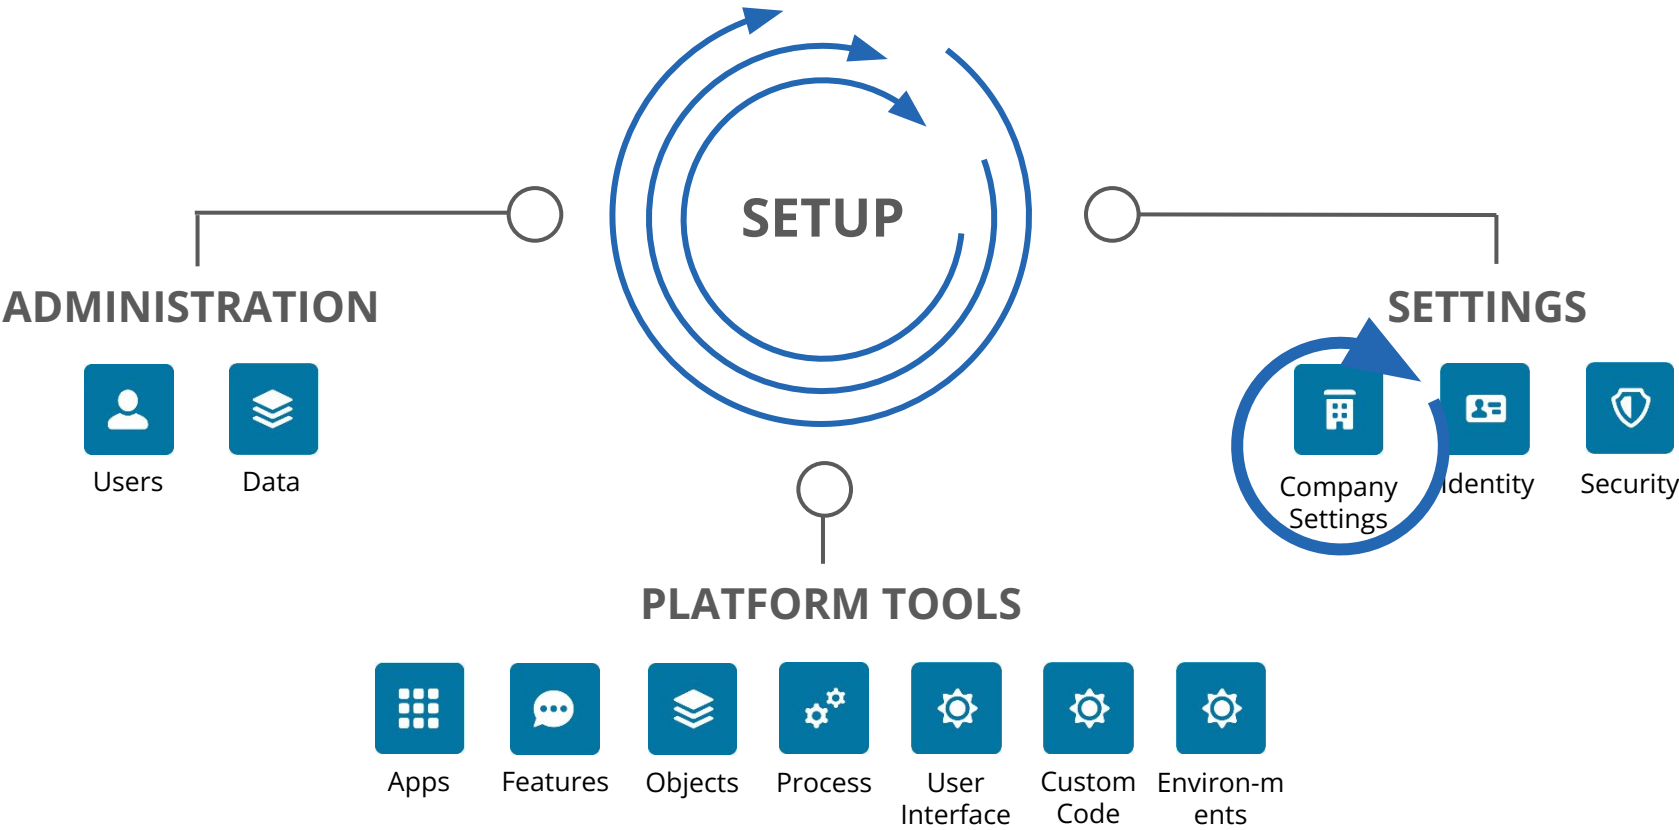 SETUP
ADMINISTRATION
Users
Data
SETTINGS
Company
Settings
Identity
Security
PLATFORM TOOLS
Apps
Features
Objects
Process
User
Interface
Custom
Code
Environ-m
ents